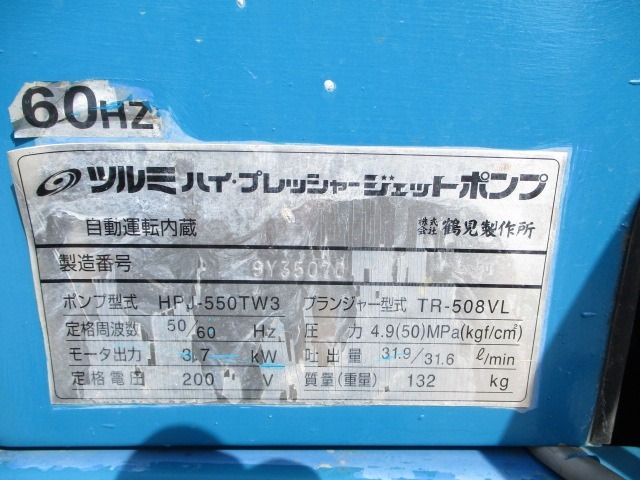 60Hz
ツルミ ハイ・プレッシャージェットポンプ
自動運転内蔵 株式会社 鶴見製作所
製造番号
ポンプ型式 HPJ-550TW3 プランジャー型式 TR-508VL
定格周波数 50/60 Hz 圧力 4.9(50)MPa(kgf/cm²)
モータ出力 3.7 kW 吐出量 31.9/31.6 ℓ/min
定格電圧 200 V 質量(重量) 132 kg